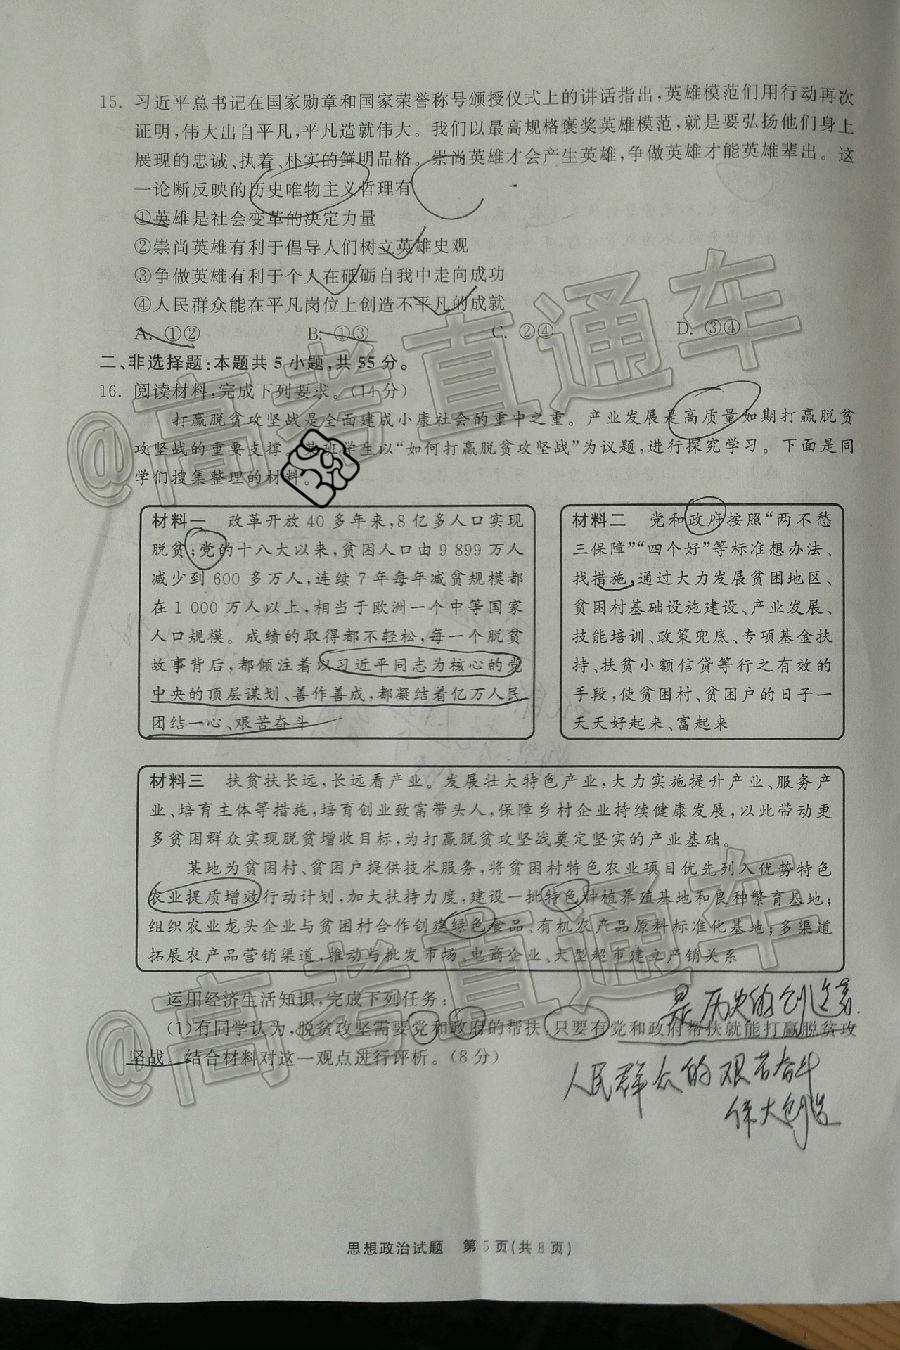 15. 习近平总书记在国家勋章和国家荣誉称号颁授仪式上的讲话指出,英雄模范们用行动再次
证明,伟大出自平凡,平凡造就伟大。我们以最高规格褒奖英雄模范,就是要弘扬他们身上
展现的忠诚、执着、朴实的鲜明品格。崇尚英雄才会产生英雄,争做英雄才能英雄辈出。这
一论断反映的历史唯物主义哲理有
①英雄是社会变革的决定力量
②崇尚英雄有利于倡导人们树立英雄史观
③争做英雄有利于个人在砥砺自我中走向成功
④人民群众能在平凡岗位上创造不平凡的成就
A. ①② B. ①③ C. ②④ D. ③④
二、非选择题:本题共5小题,共55分。
16. 阅读材料,完成下列要求。(14分)
打赢脱贫攻坚战是全面建成小康社会的重中之重。产业发展是高质量如期打赢脱贫
攻坚战的重要支撑。某班学生以“如何打赢脱贫攻坚战”为议题,进行探究学习。下面是同
学们搜集整理的材料。
材料一 改革开放40多年来,8亿多人口实现
脱贫;党的十八大以来,贫困人口由9 899万人
减少到600多万人,连续7年每年减贫规模都
在1 000万人以上,相当于欧洲一个中等国家
人口规模。成绩的取得都不轻松,每一个脱贫
故事背后,都倾注着以习近平同志为核心的党
中央的顶层谋划、善作善成,都凝结着亿万人民
团结一心、艰苦奋斗
材料二 党和政府按照“两不愁
三保障”“四个好”等标准想办法、
找措施,通过大力发展贫困地区、
贫困村基础设施建设、产业发展、
技能培训、政策兜底、专项基金扶
持、扶贫小额信贷等行之有效的
手段,使贫困村、贫困户的日子一
天天好起来、富起来
材料三 扶贫扶长远,长远看产业。发展壮大特色产业,大力实施提升产业、服务产
业、培育主体等措施,培育创业致富带头人,保障乡村企业持续健康发展,以此带动更
多贫困群众实现脱贫增收目标,为打赢脱贫攻坚战奠定坚实的产业基础。
某地为贫困村、贫困户提供技术服务,将贫困村特色农业项目优先列入优势特色
农业提质增效行动计划,加大扶持力度,建设一批特色种植养殖基地和良种繁育基地;
组织农业龙头企业与贫困村合作创建绿色食品、有机农产品原料标准化基地;多渠道
拓展农产品营销渠道,推动与批发市场、电商企业、大型超市建立产销关系
运用经济生活知识,完成下列任务:
(1)有同学认为,脱贫攻坚需要党和政府的帮扶,只要有党和政府帮扶就能打赢脱贫攻
坚战。结合材料对这一观点进行评析。(8分)
是历史的创造者
人民群众的艰苦奋斗
伟大创造
思想政治试题 第5页(共8页)
@高考直通车
@高考直通车